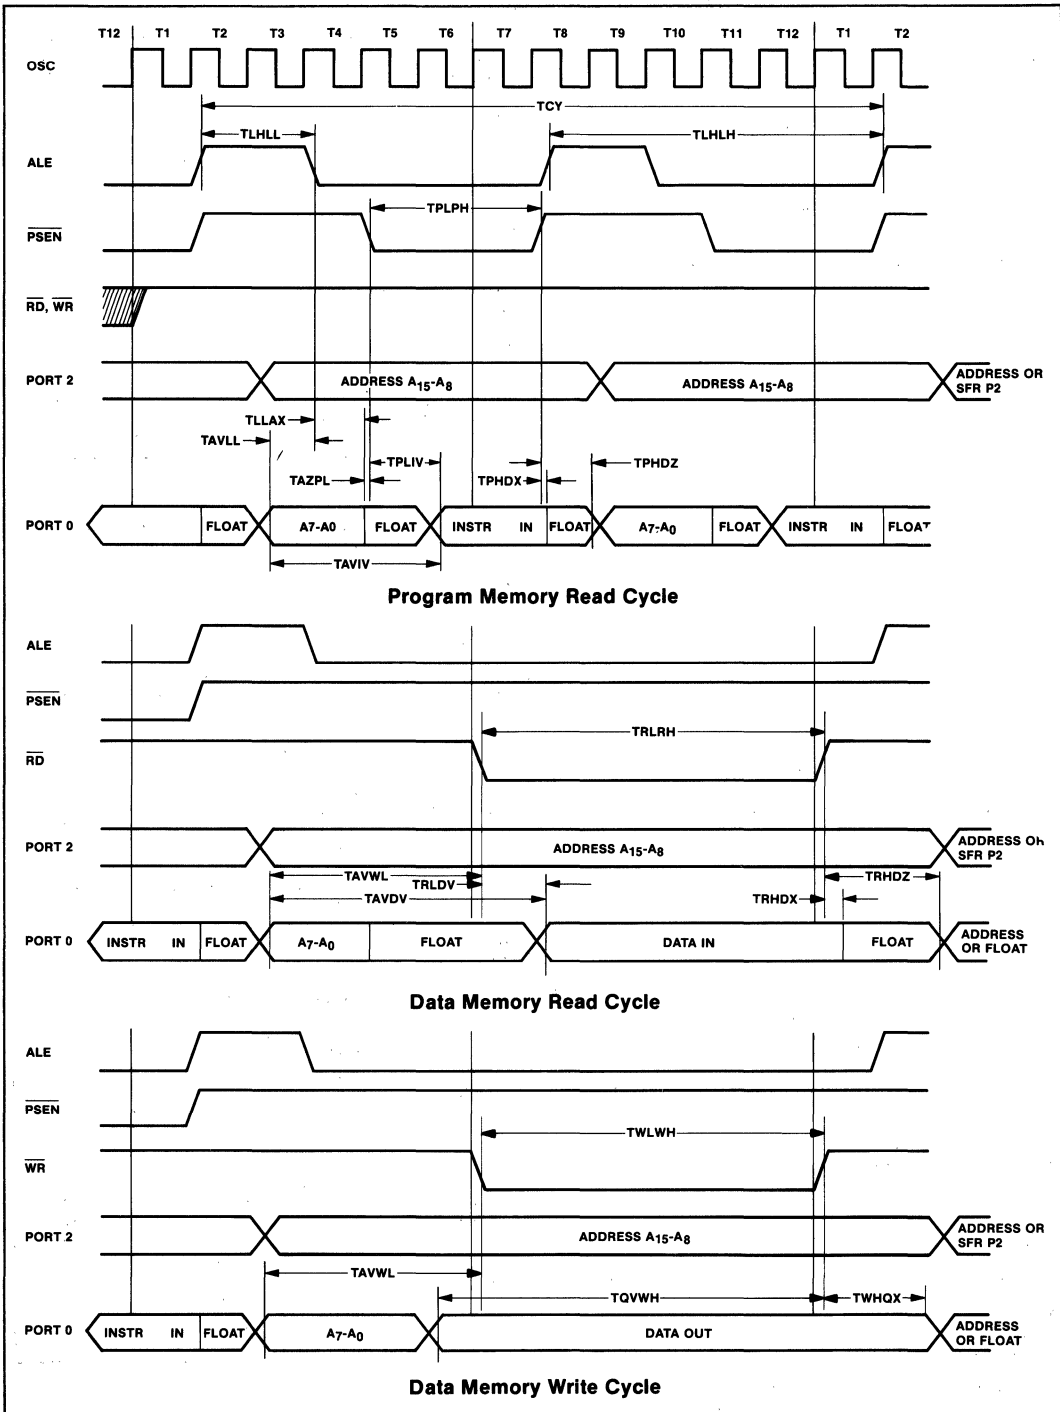 T12 T1 T2 T3 T4 T5 T6 T7 T8 T9 T10 T11 T12 T1 T2
OSC
TCY
TLHLL TLHLH
ALE
TPLPH
PSEN
RD, WR
PORT 2 ADDRESS A15-A8 ADDRESS A15-A8 ADDRESS OR
SFR P2
TLLAX
TAVLL
TPLIV TPHDZ
TAZPL TPHDX
PORT 0 FLOAT A7-A0 FLOAT INSTR IN FLOAT A7-A0 FLOAT INSTR IN FLOAT
TAVIV
Program Memory Read Cycle
ALE
PSEN
TRLRH
RD
PORT 2 ADDRESS A15-A8 ADDRESS OR
SFR P2
TAVWL TRHDZ
TRLDV
TAVDV TRHDX
PORT 0 INSTR IN FLOAT A7-A0 FLOAT DATA IN FLOAT ADDRESS
OR FLOAT
Data Memory Read Cycle
ALE
PSEN
TWLWH
WR
PORT 2 ADDRESS A15-A8 ADDRESS OR
SFR P2
TAVWL
TQVWH TWHQX
PORT 0 INSTR IN FLOAT A7-A0 DATA OUT ADDRESS
OR FLOAT
Data Memory Write Cycle